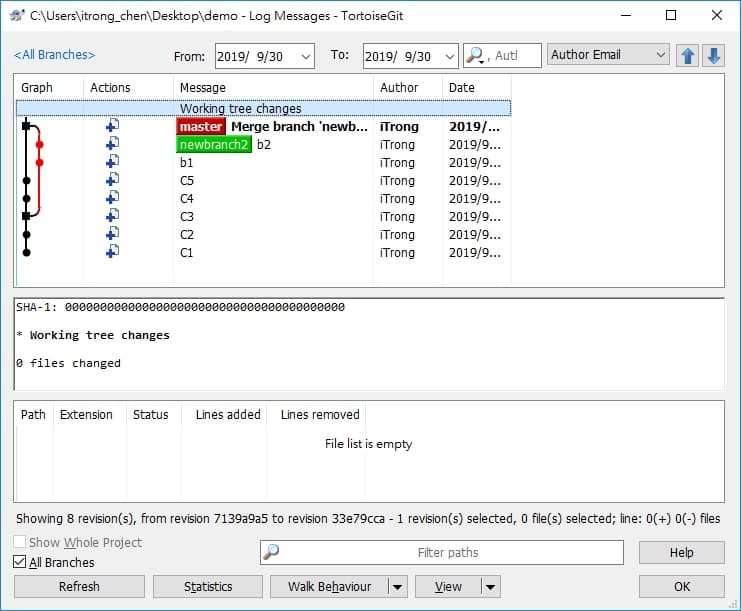 C:\Users\itrong_chen\Desktop\demo - Log Messages - TortoiseGit
<All Branches> From: 2019/ 9/30 To: 2019/ 9/30 , Autl Author Email
Graph Actions Message Author Date
Working tree changes
master Merge branch 'newb... iTrong 2019/...
newbranch2 b2 iTrong 2019/9...
b1 iTrong 2019/9...
C5 iTrong 2019/9...
C4 iTrong 2019/9...
C3 iTrong 2019/9...
C2 iTrong 2019/9...
C1 iTrong 2019/9...
SHA-1: 0000000000000000000000000000000000000000
* Working tree changes
0 files changed
Path Extension Status Lines added Lines removed
File list is empty
Showing 8 revision(s), from revision 7139a9a5 to revision 33e79cca - 1 revision(s) selected, 0 file(s) selected; line: 0(+) 0(-) files
Show Whole Project
All Branches
Filter paths
Help
Refresh Statistics Walk Behaviour View OK